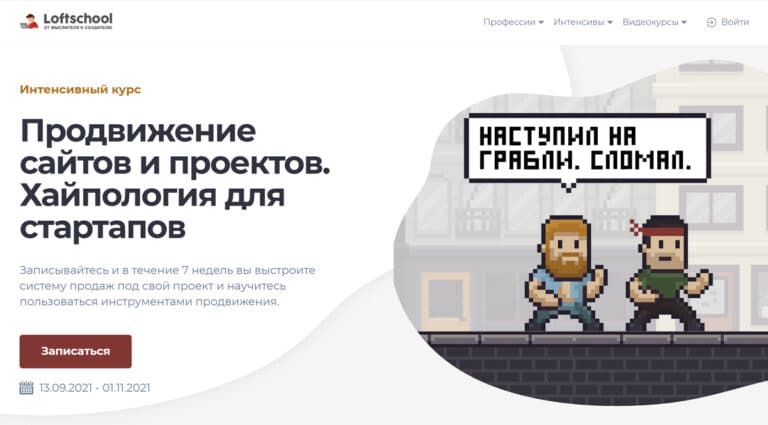 Loftschool
ОТ МЫСЛИТЕЛЯ К СОЗДАТЕЛЮ
Профессии
Интенсивы
Видеокурсы
Войти
Интенсивный курс
Продвижение
сайтов и проектов.
Хайпология для
стартапов
Записывайтесь и в течение 7 недель вы выстроите
систему продаж под свой проект и научитесь
пользоваться инструментами продвижения.
Записаться
13.09.2021 - 01.11.2021
НАСТУПИЛ НА
ГРАБЛИ. СЛОМАЛ.